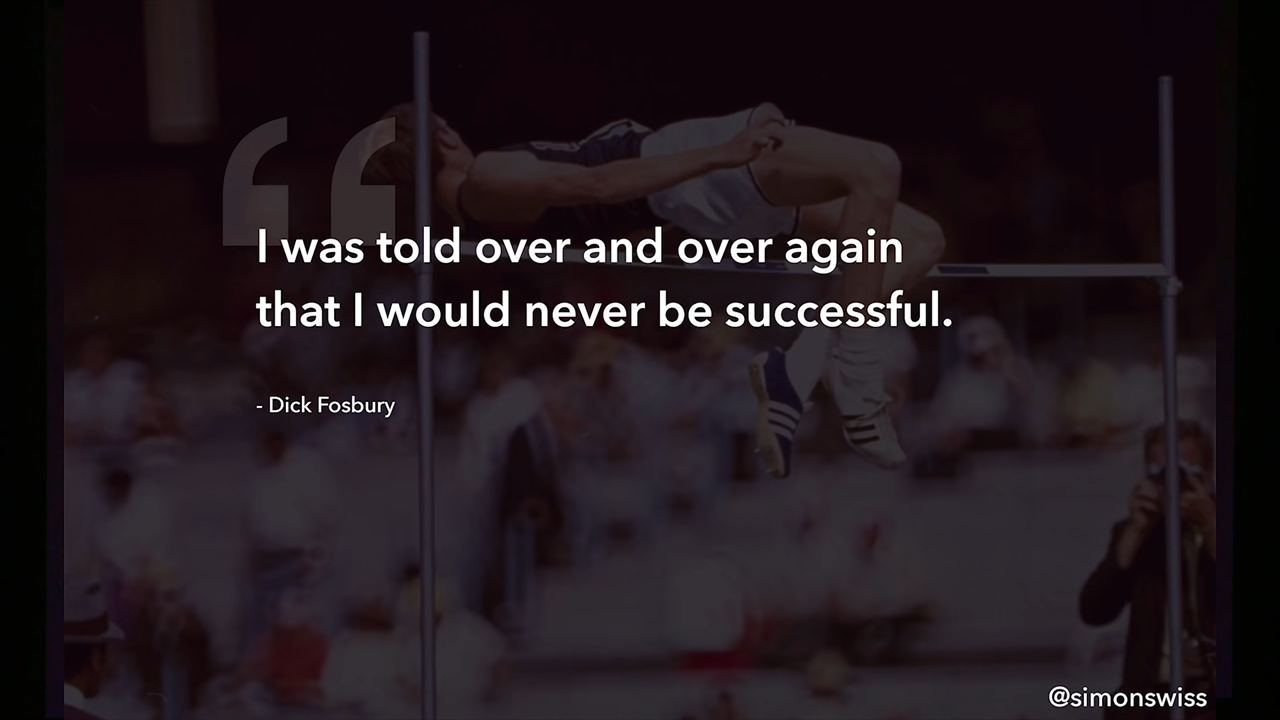 I was told over and over again
that I would never be successful.
- Dick Fosbury
@simonswiss